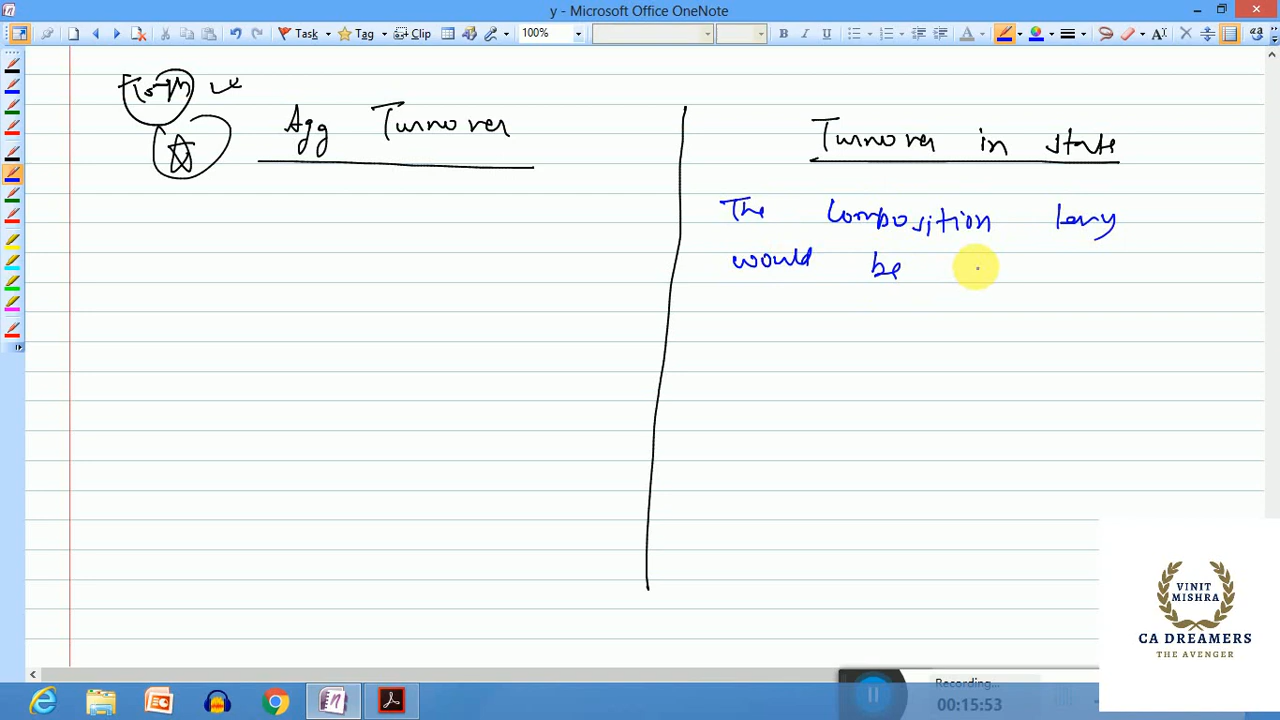 y - Microsoft Office OneNote
Task Tag Clip 100% B I U
Agg Turnover
Turnover in state
The Composition levy
would be
VINIT
MISHRA
CA DREAMERS
THE AVENGER
Recording...
00:15:53